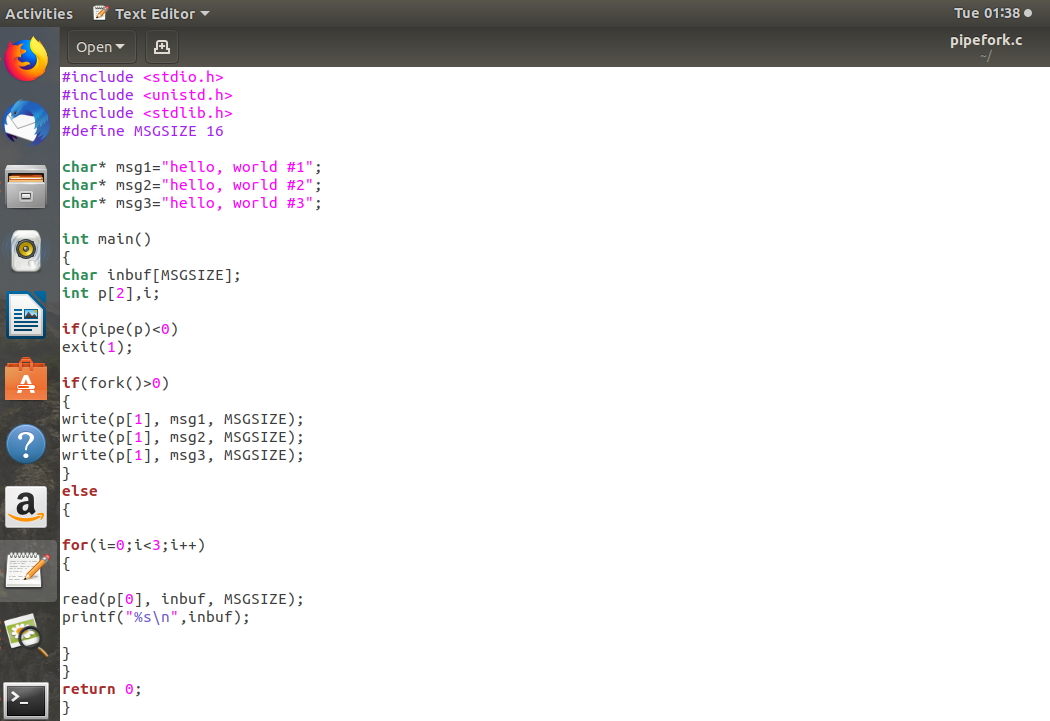 Activities Text Editor Tue 01:38
Open pipefork.c
~/
#include <stdio.h>
#include <unistd.h>
#include <stdlib.h>
#define MSGSIZE 16
char* msg1="hello, world #1";
char* msg2="hello, world #2";
char* msg3="hello, world #3";
int main()
{
char inbuf[MSGSIZE];
int p[2],i;
if(pipe(p)<0)
exit(1);
if(fork()>0)
{
write(p[1], msg1, MSGSIZE);
write(p[1], msg2, MSGSIZE);
write(p[1], msg3, MSGSIZE);
}
else
{
for(i=0;i<3;i++)
{
read(p[0], inbuf, MSGSIZE);
printf("%s\n",inbuf);
}
}
return 0;
}